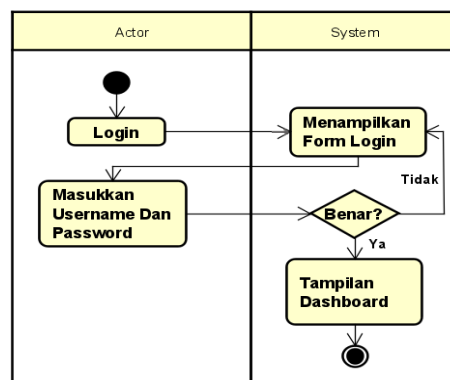 Actor
System
Login
Menampilkan
Form Login
Tidak
Masukkan
Username Dan
Password
Benar?
Ya
Tampilan
Dashboard